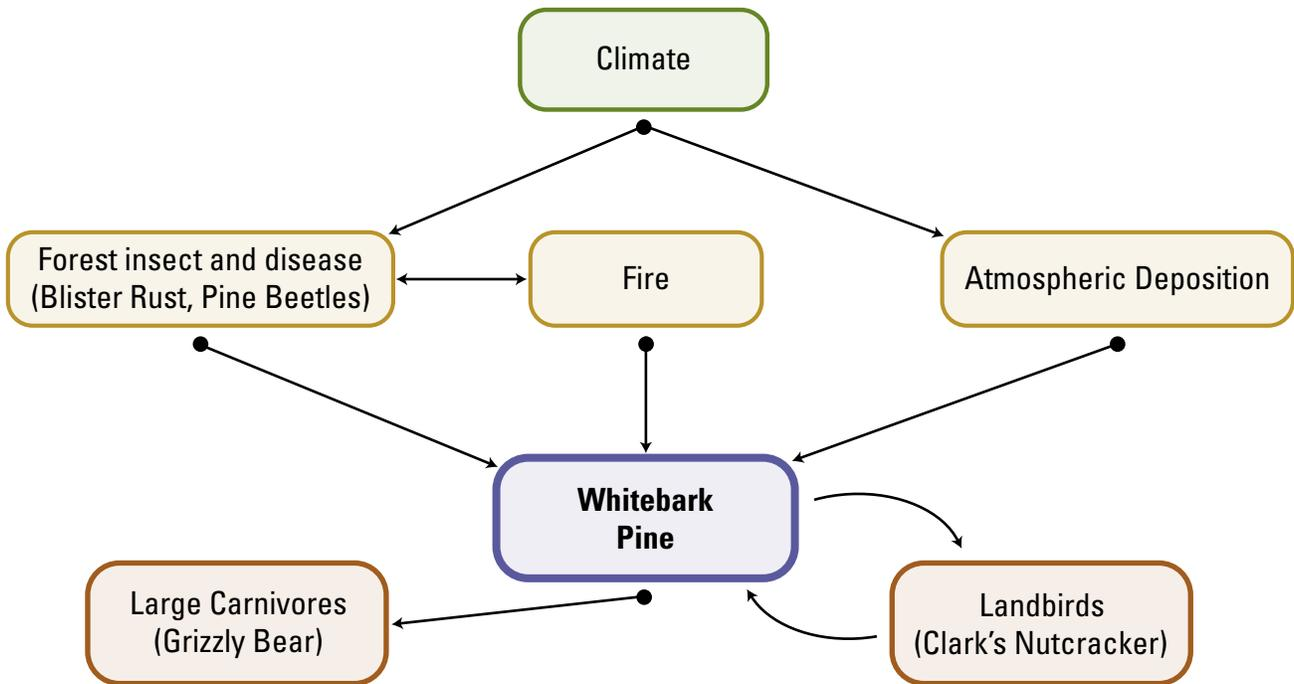 Climate
Forest insect and disease
(Blister Rust, Pine Beetles)
Fire
Atmospheric Deposition
Whitebark
Pine
Large Carnivores
(Grizzly Bear)
Landbirds
(Clark's Nutcracker)